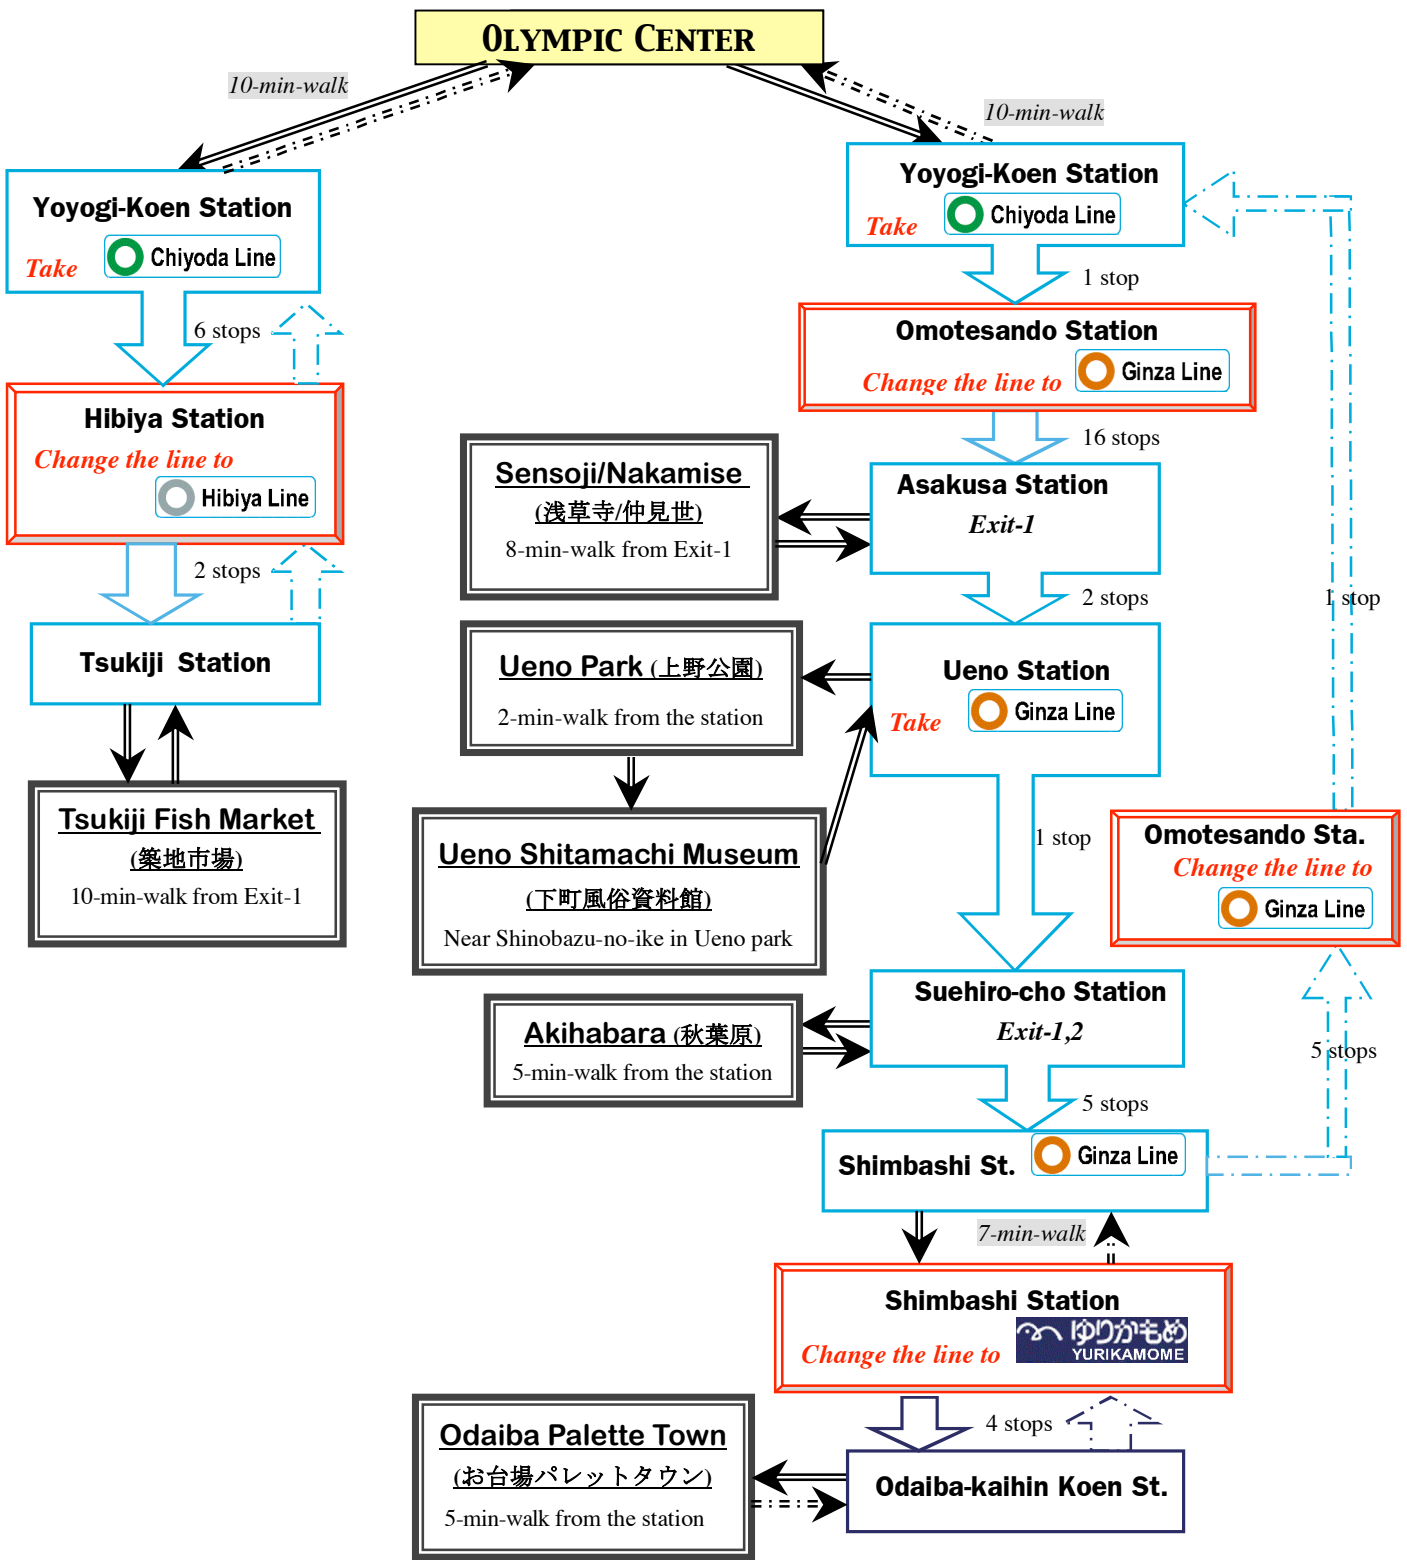 OLYMPIC CENTER
10-min-walk
10-min-walk
Yoyogi-Koen Station
Take Chiyoda Line
6 stops
Hibiya Station
Change the line to
Hibiya Line
2 stops
Tsukiji Station
Tsukiji Fish Market
(築地市場)
10-min-walk from Exit-1
Yoyogi-Koen Station
Take Chiyoda Line
1 stop
Omotesando Station
Change the line to Ginza Line
16 stops
Sensoji/Nakamise
(浅草寺/仲見世)
8-min-walk from Exit-1
Asakusa Station
Exit-1
2 stops
Ueno Park (上野公園)
2-min-walk from the station
Ueno Station
Take Ginza Line
Ueno Shitamachi Museum
(下町風俗資料館)
Near Shinobazu-no-ike in Ueno park
1 stop
Suehiro-cho Station
Exit-1,2
Akihabara (秋葉原)
5-min-walk from the station
5 stops
Shimbashi St. Ginza Line
7-min-walk
Shimbashi Station
Change the line to ゆりかもめ
YURIKAMOME
4 stops
Odaiba Palette Town
(お台場パレットタウン)
5-min-walk from the station
Odaiba-kaihin Koen St.
5 stops
Omotesando Sta.
Change the line to
Ginza Line
1 stop